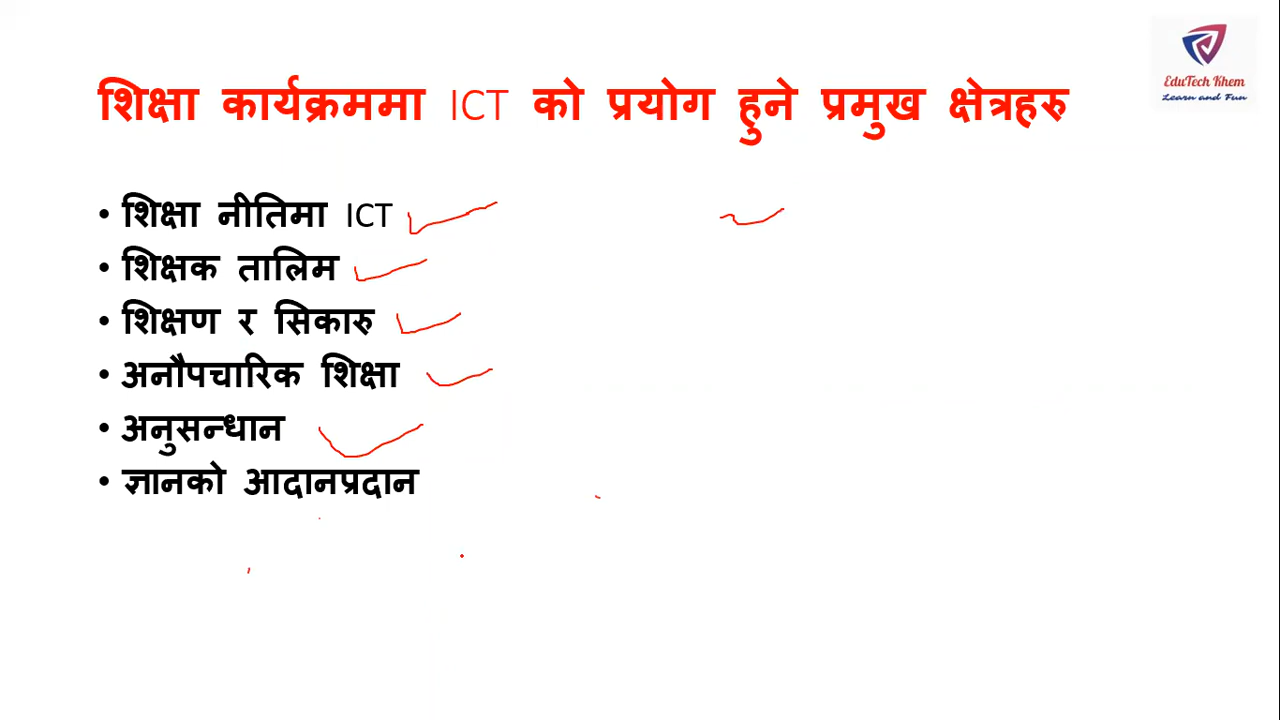 EduTech Khem
Learn and Fun
शिक्षा कार्यक्रममा ICT को प्रयोग हुने प्रमुख क्षेत्रहरु
• शिक्षा नीतिमा ICT
• शिक्षक तालिम
• शिक्षण र सिकारु
• अनौपचारिक शिक्षा
• अनुसन्धान
• ज्ञानको आदानप्रदान